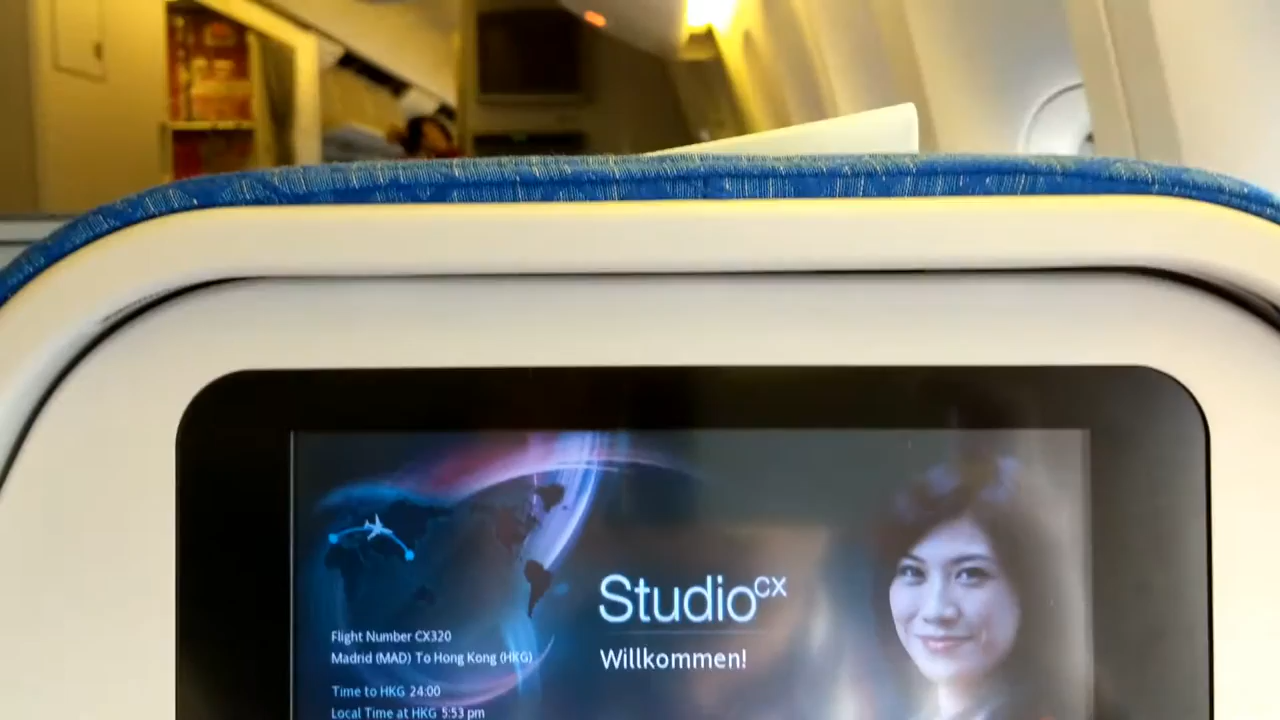 Studio CX
Willkommen!
Flight Number CX320
Madrid (MAD) To Hong Kong (HKG)
Time to HKG 24:00
Local Time at HKG 5:53 pm